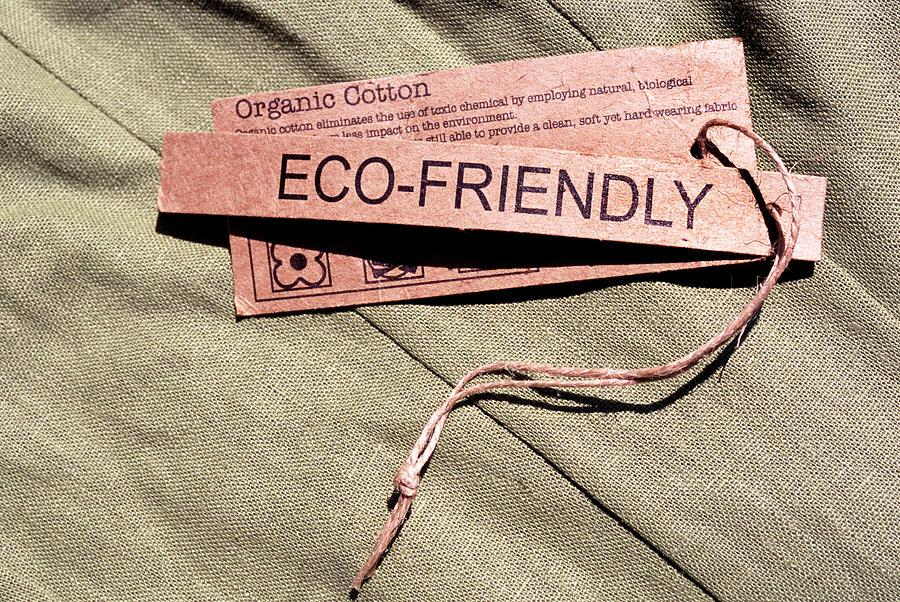 Organic Cotton
Organic cotton eliminates the use of toxic chemical by employing natural, biological
less impact on the environment.
still able to provide a clean, soft yet hard wearing fabric
ECO-FRIENDLY